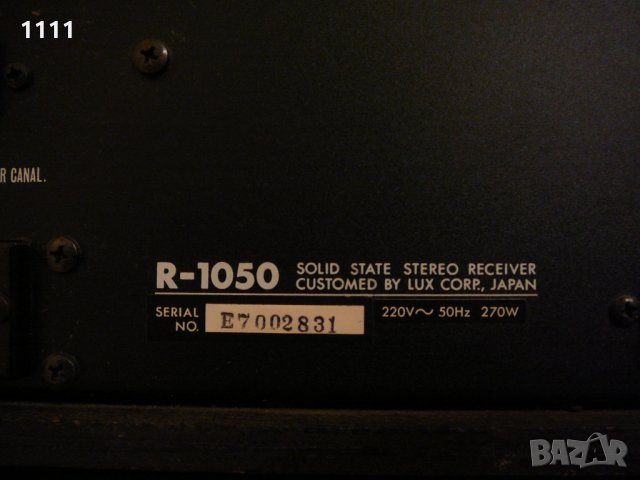 1111
R CANAL.
R-1050 SOLID STATE STEREO RECEIVER
CUSTOMED BY LUX CORP., JAPAN
SERIAL NO. E7002831 220V~ 50Hz 270W
BAZAR